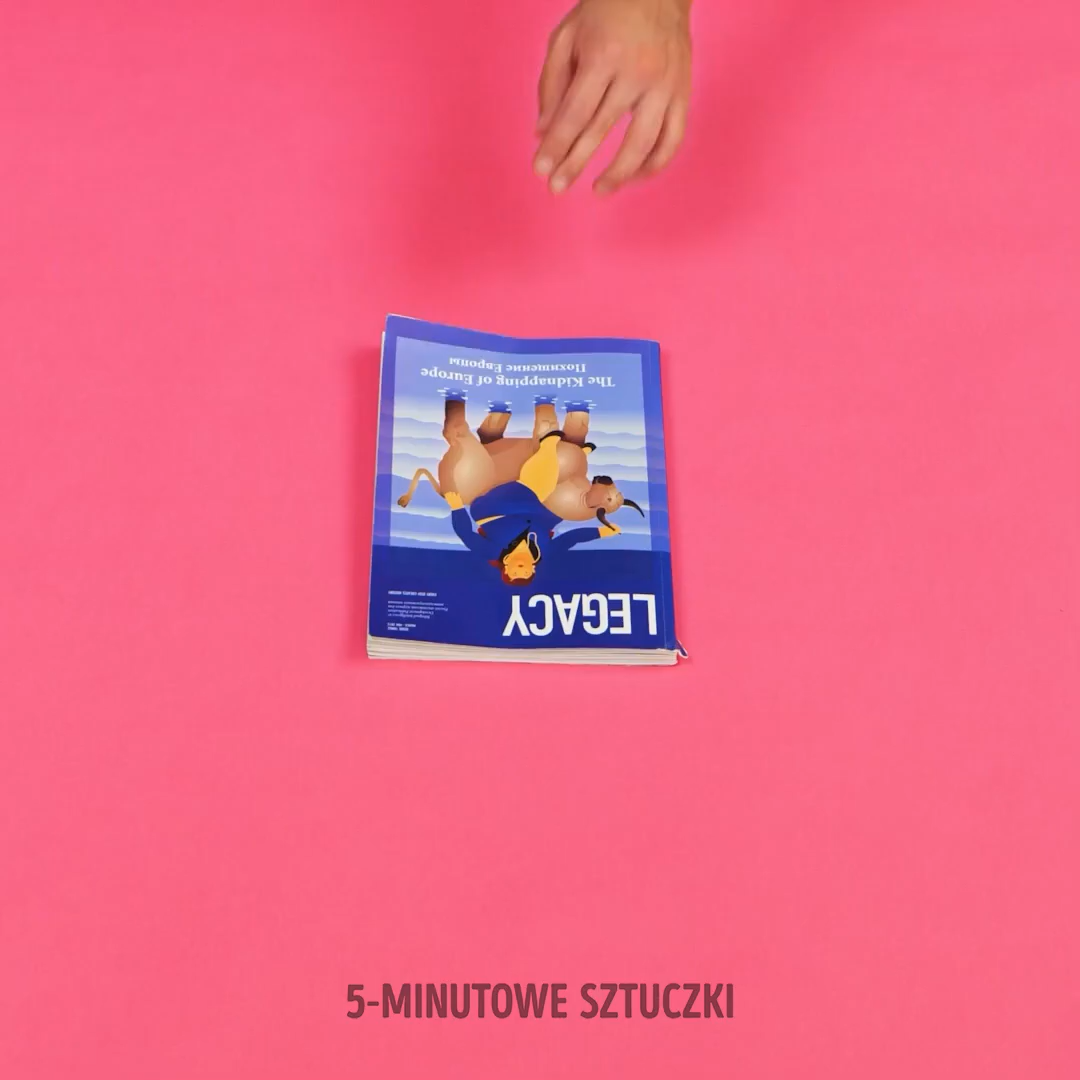 LEGACY
The Kidnapping of Europe
Похищение Европы
5-MINUTOWE SZTUCZKI